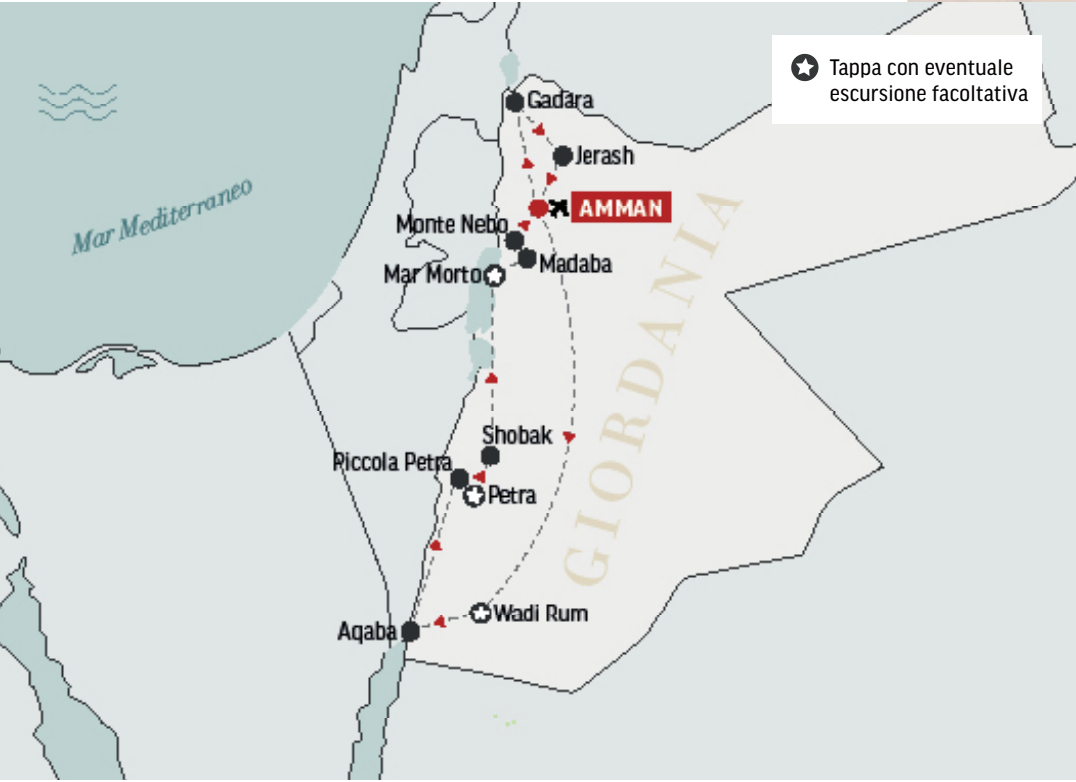 Tappa con eventuale
escursione facoltativa
Gadara
Jerash
AMMAN
Monte Nebo
Madaba
Mar Morto
Mar Mediterraneo
GIORDANIA
Shobak
Piccola Petra
Petra
Wadi Rum
Aqaba